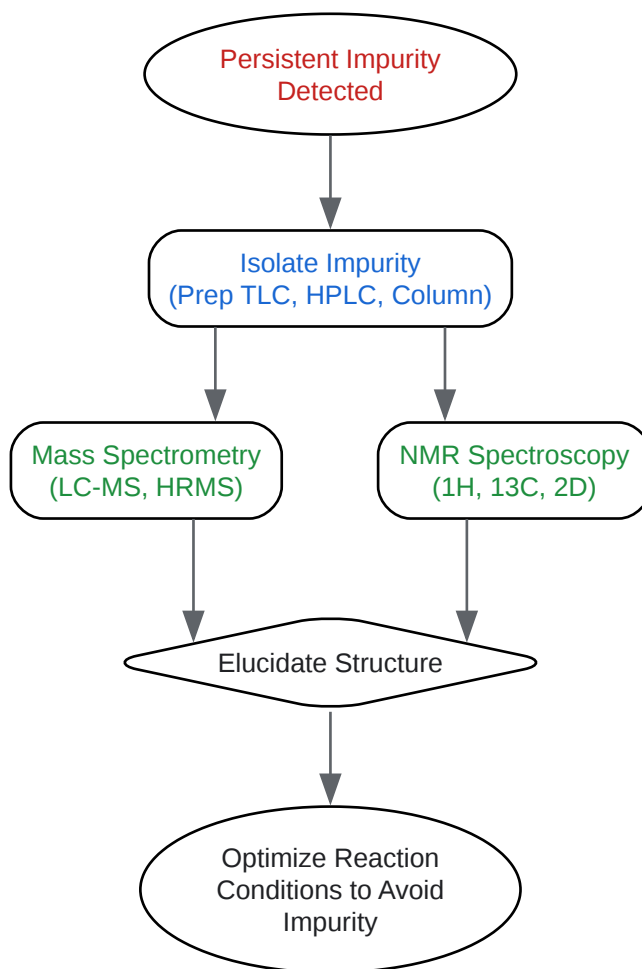 Persistent Impurity
Detected
Isolate Impurity
(Prep TLC, HPLC, Column)
Mass Spectrometry
(LC-MS, HRMS)
NMR Spectroscopy
(1H, 13C, 2D)
Elucidate Structure
Optimize Reaction
Conditions to Avoid
Impurity